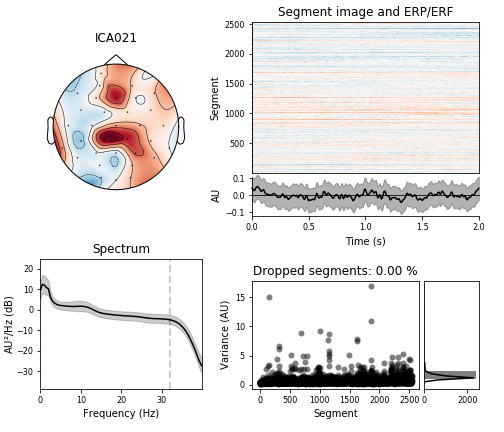 ICA021
Segment image and ERP/ERF
Segment
2500
2000
1500
1000
500
AU
0.1
0.0
−0.1
0.0 0.5 1.0 1.5 2.0
Time (s)
Spectrum
AU²/Hz (dB)
20
10
0
−10
−20
−30
0 10 20 30
Frequency (Hz)
Dropped segments: 0.00 %
Variance (AU)
15
10
5
0
0 500 1000 1500 2000 2500
Segment
0 2000